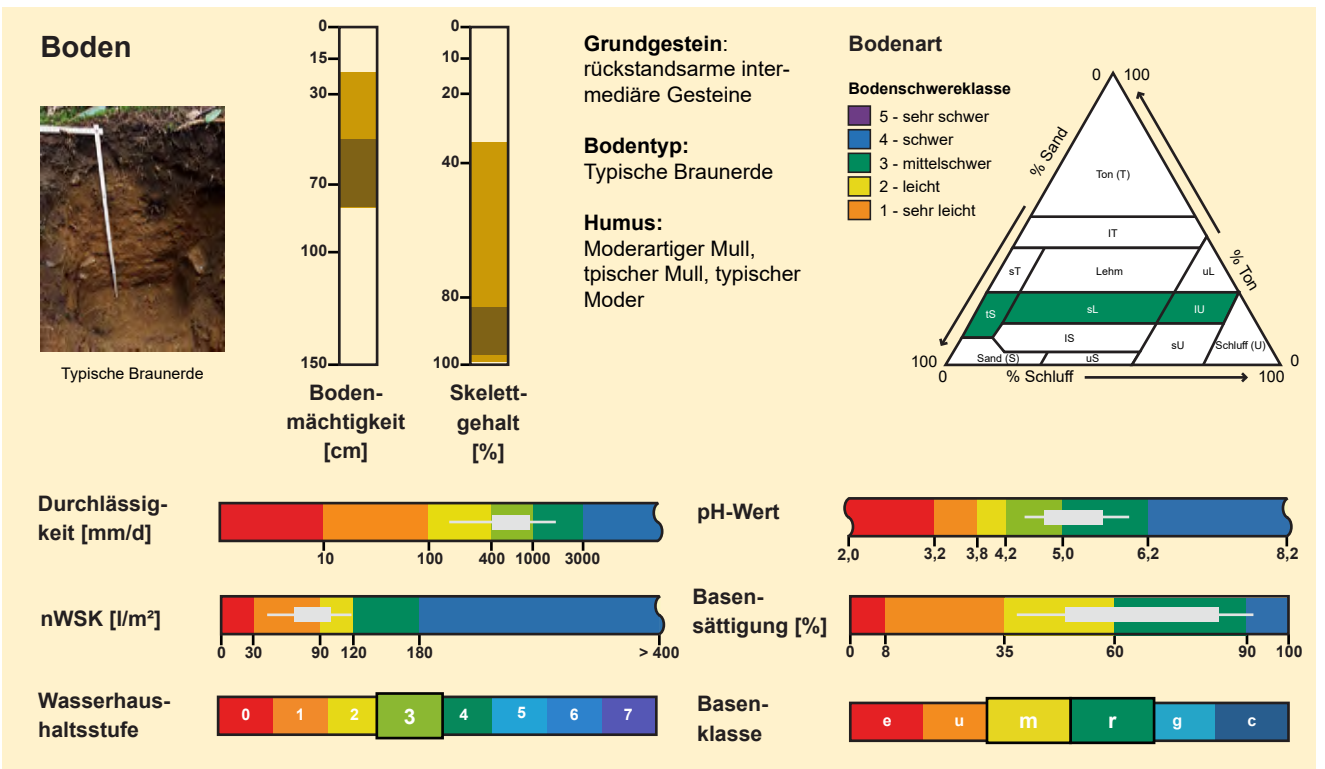 Boden
Typische Braunerde
0
15
30
70
100
150
Boden-
mächtigkeit
[cm]
0
10
20
40
80
100
Skelett-
gehalt
[%]
Grundgestein:
rückstandsarme inter-
mediäre Gesteine
Bodentyp:
Typische Braunerde
Humus:
Moderartiger Mull,
tpischer Mull, typischer
Moder
Bodenart
Bodenschwereklasse
5 - sehr schwer
4 - schwer
3 - mittelschwer
2 - leicht
1 - sehr leicht
0 100
% Sand
Ton (T)
lT
% Ton
sT Lehm uL
tS sL lU
lS
Sand (S) uS sU Schluff (U)
100 0
0 % Schluff 100
Durchlässig-
keit [mm/d]
10 100 400 1000 3000
pH-Wert
2,0 3,2 3,8 4,2 5,0 6,2 8,2
nWSK [l/m²]
0 30 90 120 180 > 400
Basen-
sättigung [%]
0 8 35 60 90 100
Wasserhaus-
haltsstufe
0 1 2 3 4 5 6 7
Basen-
klasse
e u m r g c